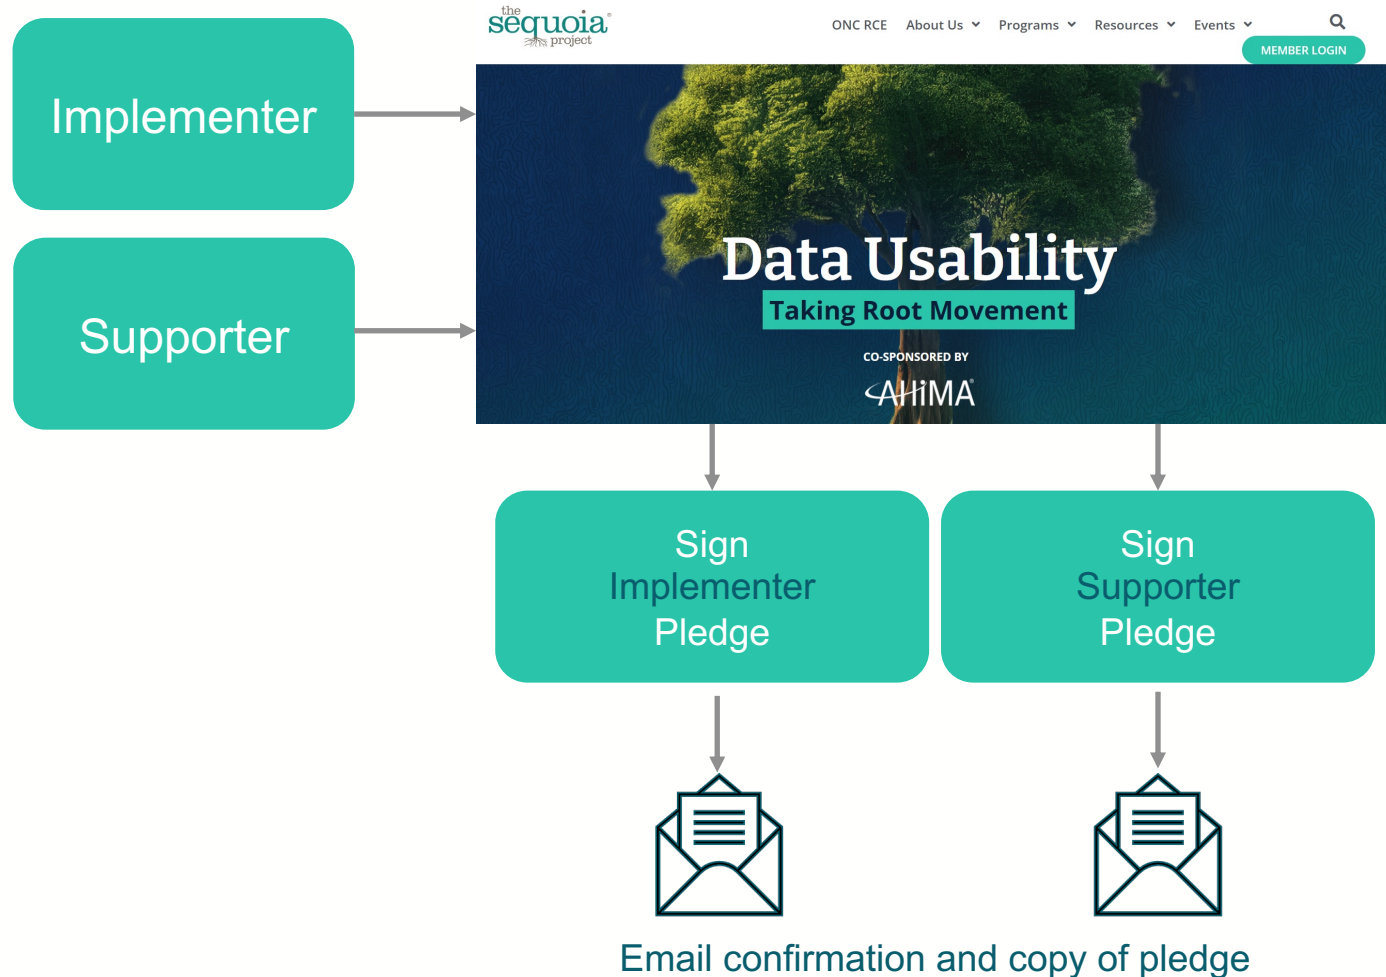 Implementer
Supporter
the
sequoia®
project
ONC RCE About Us Programs Resources Events
MEMBER LOGIN
Data Usability
Taking Root Movement
CO-SPONSORED BY
AHiMA®
Sign
Implementer
Pledge
Sign
Supporter
Pledge
Email confirmation and copy of pledge